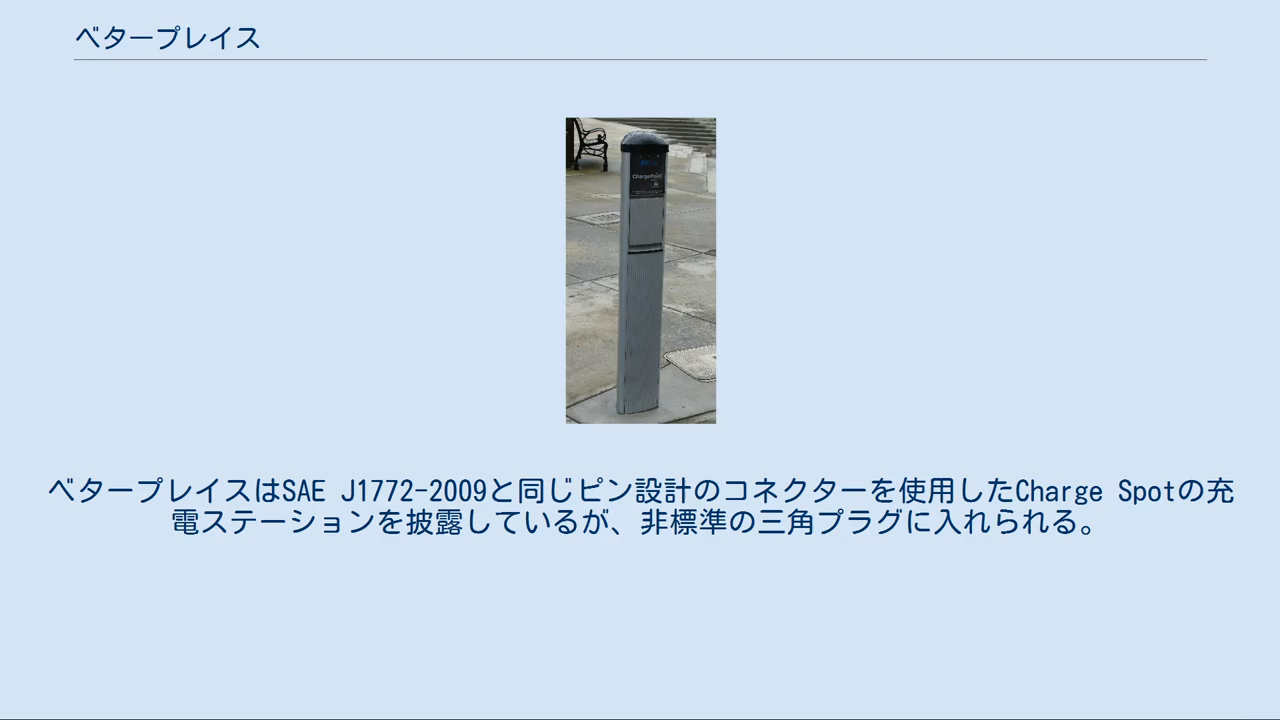 ベタープレイス
ChargePoint
ベタープレイスはSAE J1772-2009と同じピン設計のコネクターを使用したCharge Spotの充
電ステーションを披露しているが、非標準の三角プラグに入れられる。